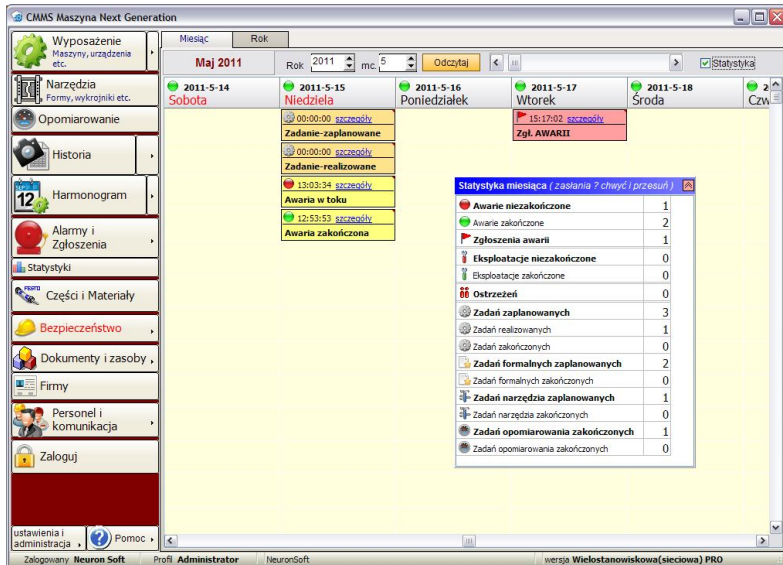 CMMS Maszyna Next Generation
Wyposażenie
Maszyny, urządzenia
etc.
Narzędzia
Formy, wykrojniki etc.
Opomiarowanie
Historia
SEP
12
Harmonogram
Alarmy i
Zgłoszenia
Statystyki
FESTO
Części i Materiały
Bezpieczeństwo
Dokumenty i zasoby
Firmy
Personel i
komunikacja
Zaloguj
ustawienia i
administracja
Pomoc
Miesiąc Rok
Maj 2011 Rok 2011 mc. 5 Odczytaj Statystyka
2011-5-14 2011-5-15 2011-5-16 2011-5-17 2011-5-18 2
Sobota Niedziela Poniedziałek Wtorek Środa Czw
00:00:00 szczegóły
Zadanie-zaplanowane
00:00:00 szczegóły
Zadanie-realizowane
13:03:34 szczegóły
Awaria w toku
12:53:53 szczegóły
Awaria zakończona
15:17:02 szczegóły
Zgł. AWARII
Statystyka miesiąca ( zasłania ? chwyć i przesuń )
Awarie niezakończone 1
Awarie zakończone 2
Zgłoszenia awarii 1
Eksploatacje niezakończone 0
Eksploatacje zakończone 0
Ostrzeżeń 0
Zadań zaplanowanych 3
Zadań realizowanych 1
Zadań zakończonych 0
Zadań formalnych zaplanowanych 2
Zadań formalnych zakończonych 0
Zadań narzędzia zaplanowanych 1
Zadań narzędzia zakończonych 0
Zadań opomiarowania zakończonych 1
Zadań opomiarowania zakończonych 0
Zalogowany Neuron Soft Profil Administrator NeuronSoft wersja Wielostanowiskowa(sieciowa) PRO